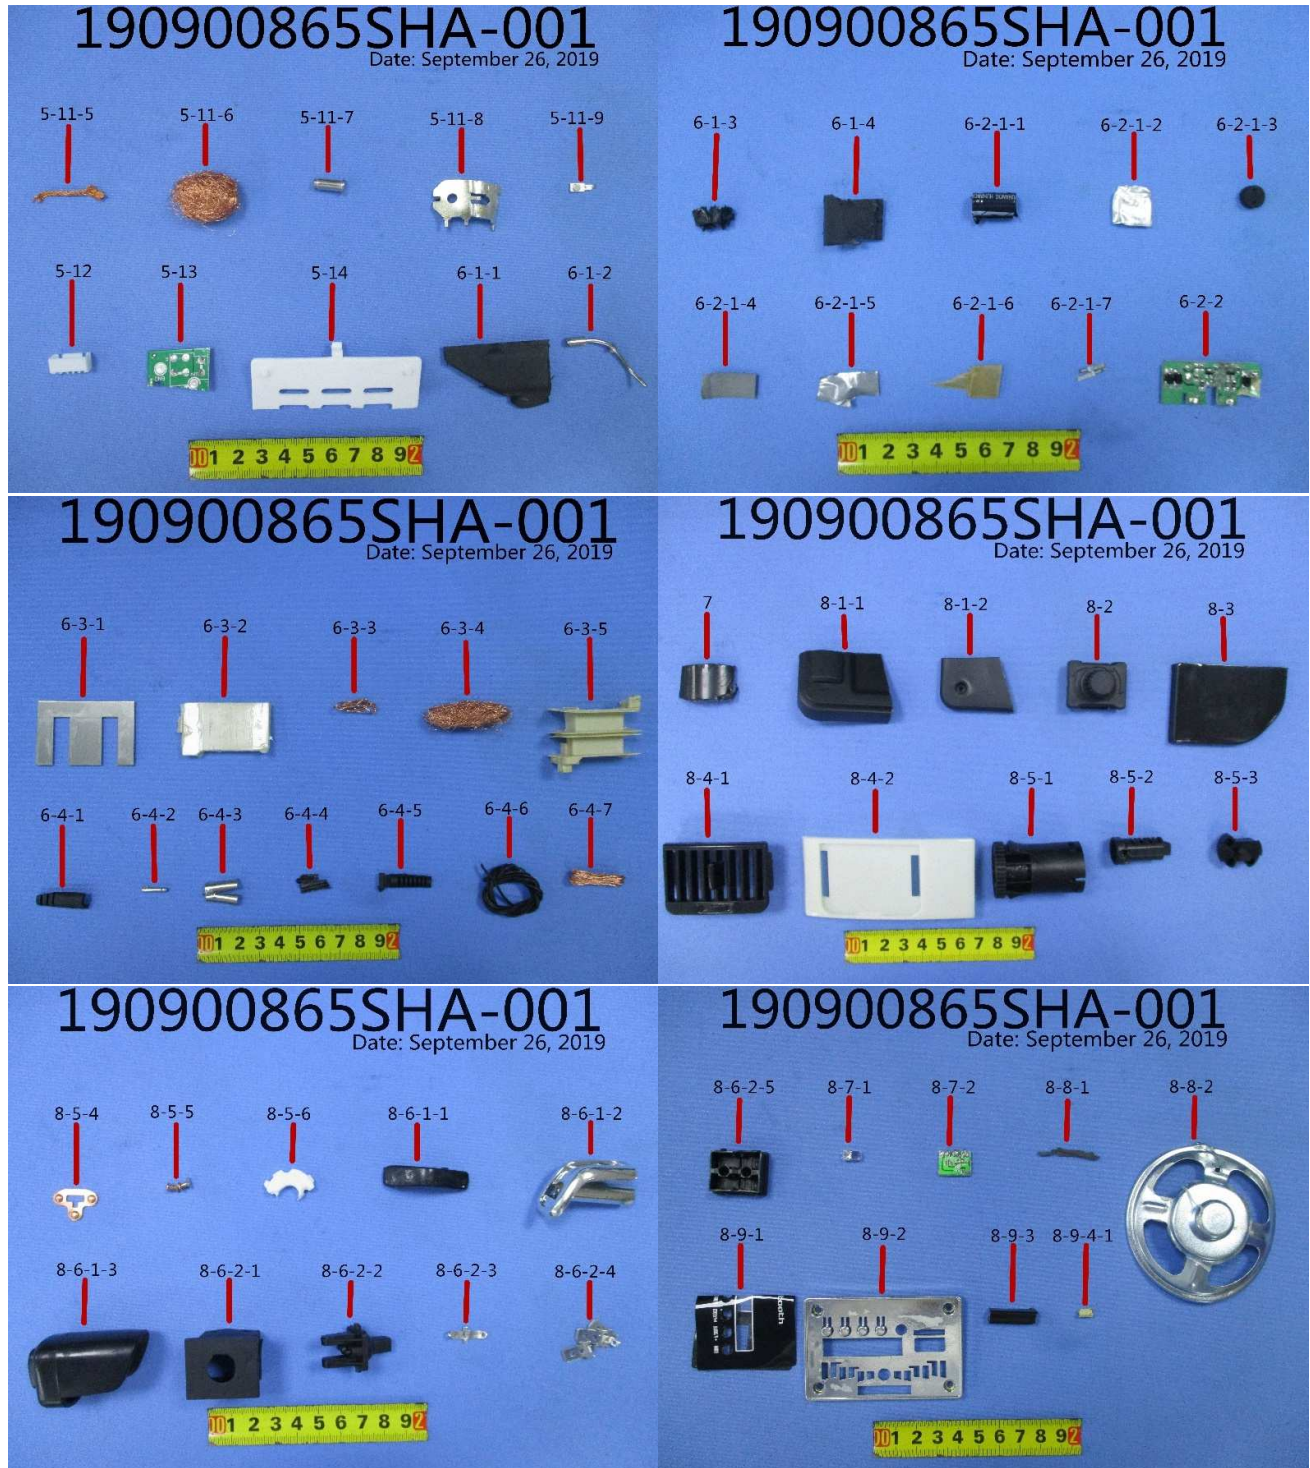 190900865SHA-001
Date: September 26, 2019
5-11-5 5-11-6 5-11-7 5-11-8 5-11-9
5-12 5-13 5-14 6-1-1 6-1-2
1 2 3 4 5 6 7 8 9
190900865SHA-001
Date: September 26, 2019
6-1-3 6-1-4 6-2-1-1 6-2-1-2 6-2-1-3
6-2-1-4 6-2-1-5 6-2-1-6 6-2-1-7 6-2-2
1 2 3 4 5 6 7 8 9
190900865SHA-001
Date: September 26, 2019
6-3-1 6-3-2 6-3-3 6-3-4 6-3-5
6-4-1 6-4-2 6-4-3 6-4-4 6-4-5 6-4-6 6-4-7
1 2 3 4 5 6 7 8 9
190900865SHA-001
Date: September 26, 2019
7 8-1-1 8-1-2 8-2 8-3
8-4-1 8-4-2 8-5-1 8-5-2 8-5-3
1 2 3 4 5 6 7 8 9
190900865SHA-001
Date: September 26, 2019
8-5-4 8-5-5 8-5-6 8-6-1-1 8-6-1-2
8-6-1-3 8-6-2-1 8-6-2-2 8-6-2-3 8-6-2-4
1 2 3 4 5 6 7 8 9
190900865SHA-001
Date: September 26, 2019
8-6-2-5 8-7-1 8-7-2 8-8-1 8-8-2
8-9-1 8-9-2 8-9-3 8-9-4-1
ooth
1 2 3 4 5 6 7 8 9